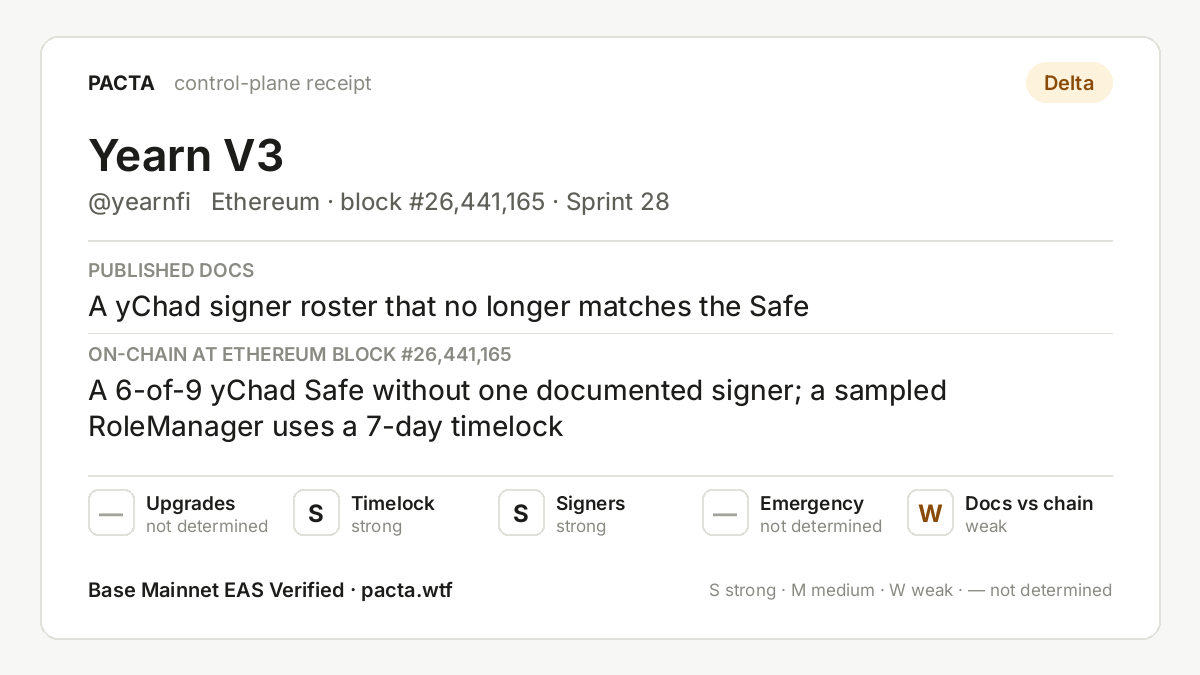 PACTA control-plane receipt Delta
Yearn V3
@yearnfi Ethereum · block #26,441,165 · Sprint 28
PUBLISHED DOCS
A yChad signer roster that no longer matches the Safe
ON-CHAIN AT ETHEREUM BLOCK #26,441,165
A 6-of-9 yChad Safe without one documented signer; a sampled
RoleManager uses a 7-day timelock
— Upgrades
not determined
S Timelock
strong
S Signers
strong
— Emergency
not determined
W Docs vs chain
weak
Base Mainnet EAS Verified · pacta.wtf
S strong · M medium · W weak · — not determined